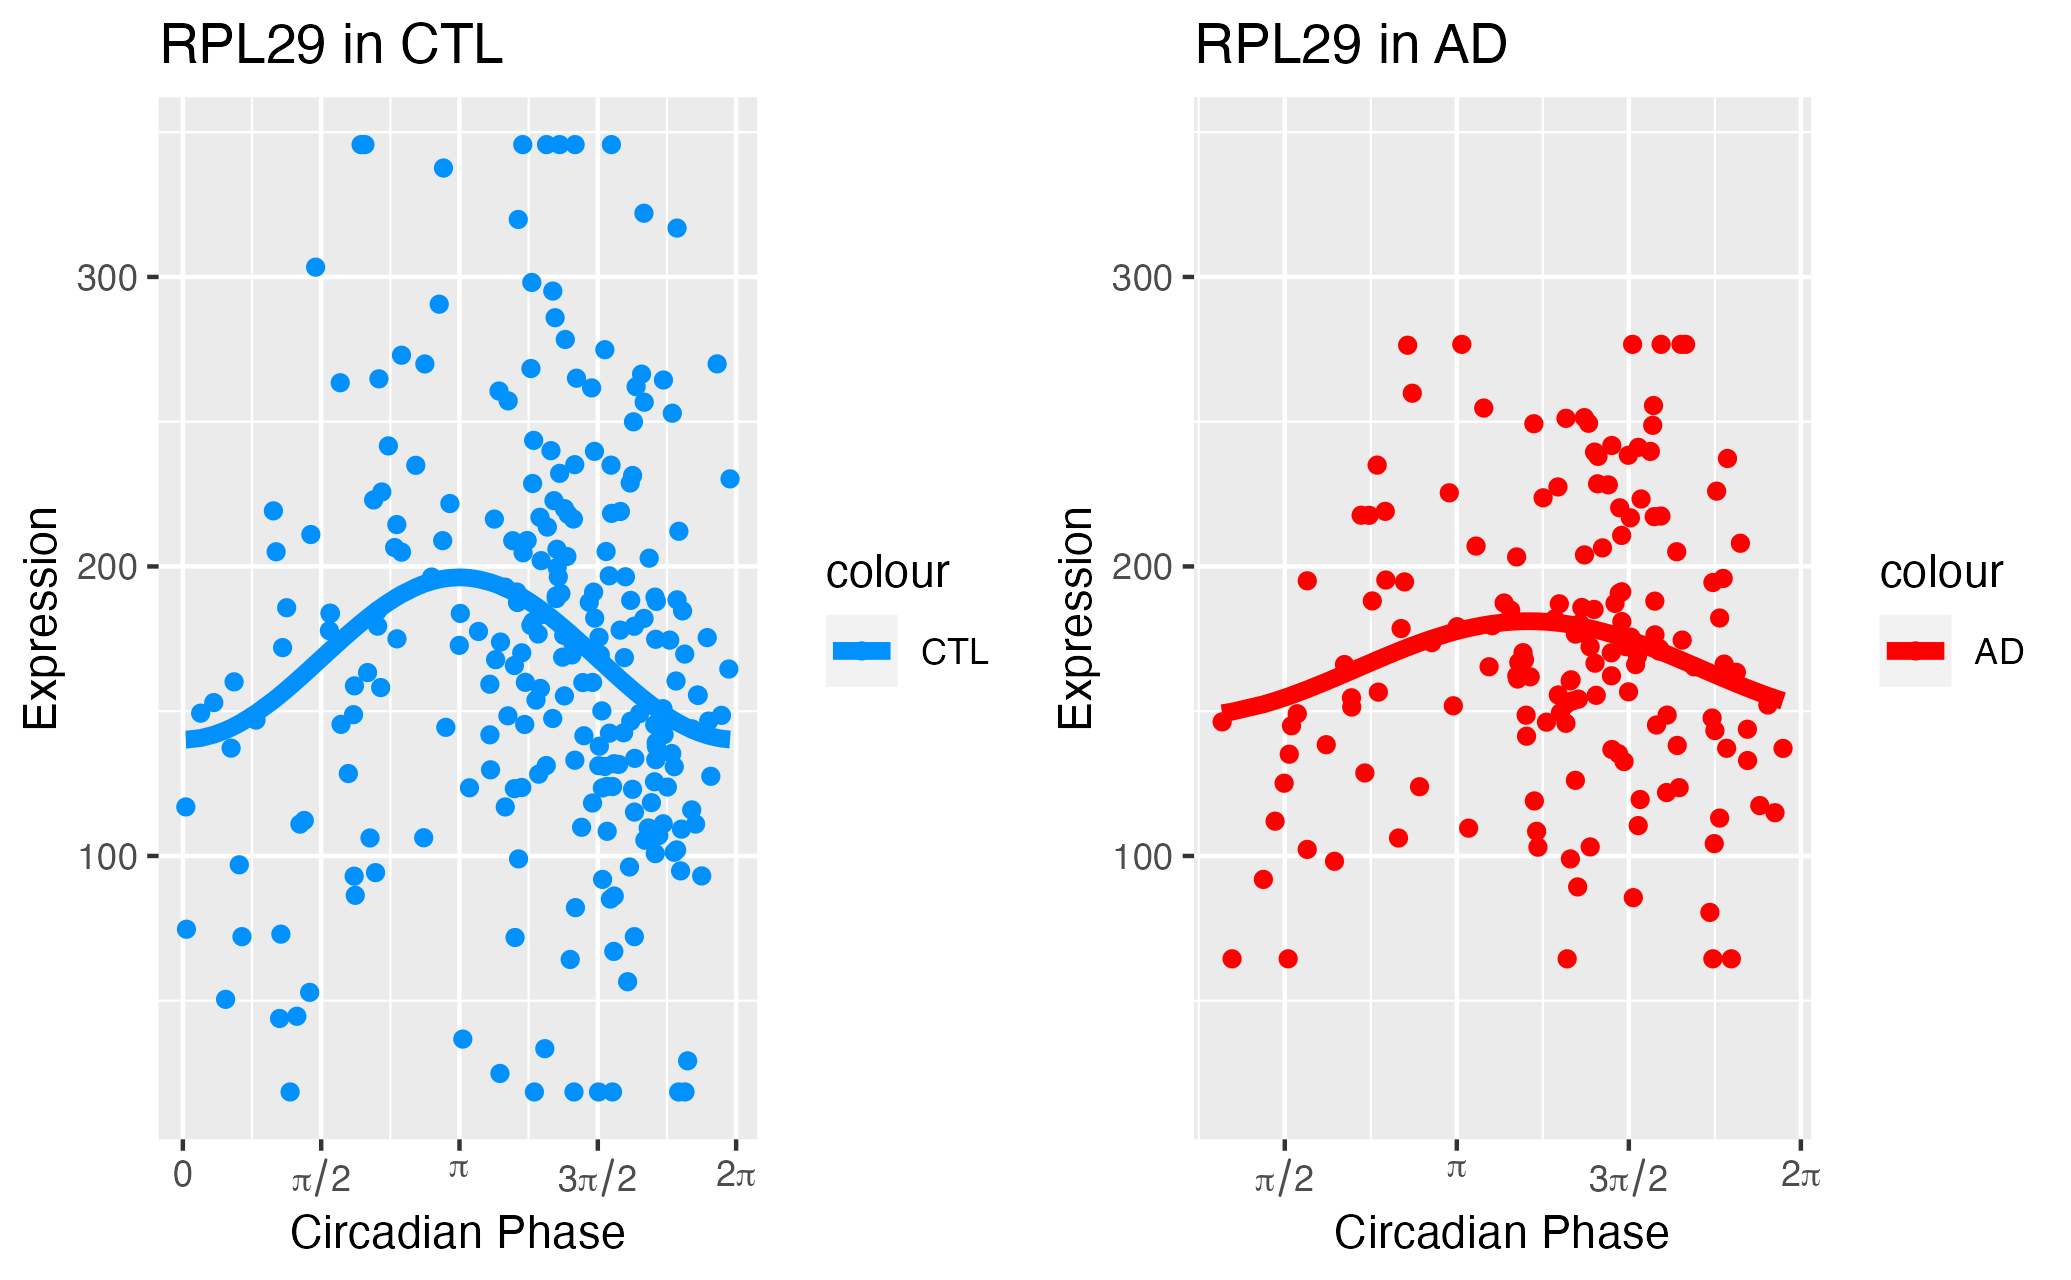 RPL29 in CTL
300
200
100
Expression
0
π/2
π
3π/2
2π
Circadian Phase
colour
CTL
RPL29 in AD
300
200
100
Expression
π/2
π
3π/2
2π
Circadian Phase
colour
AD